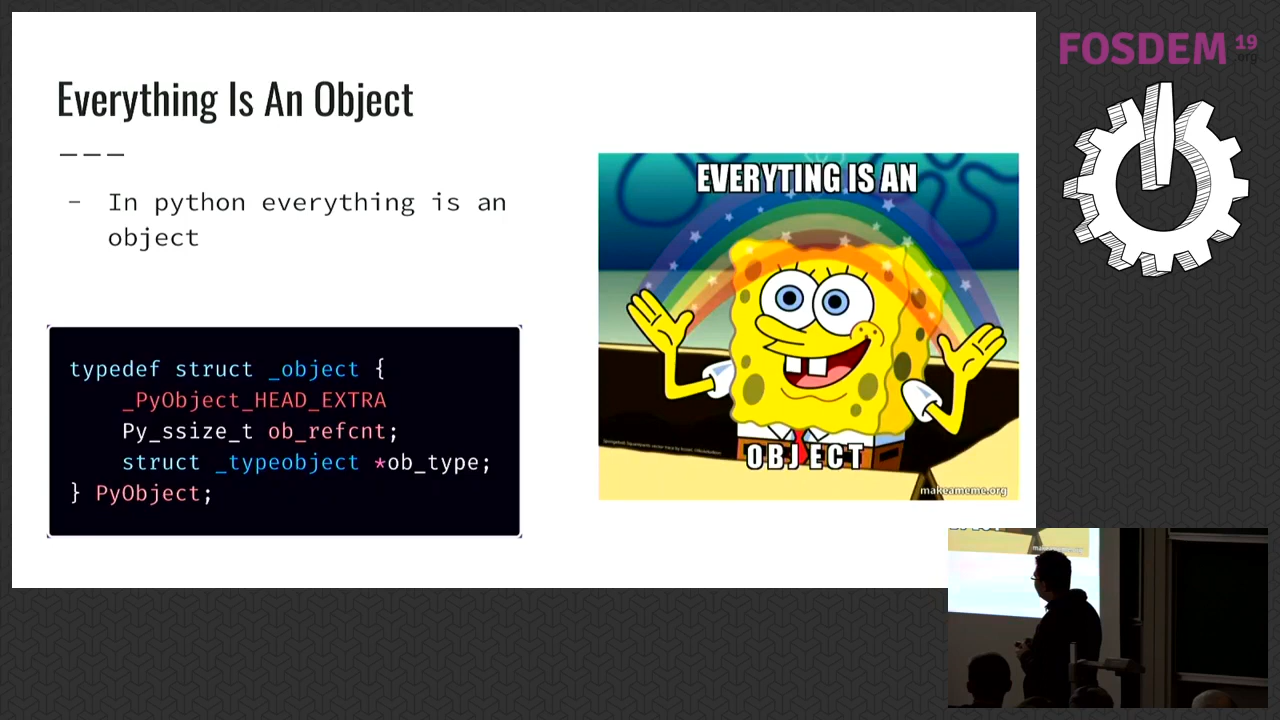 Everything Is An Object
- In python everything is an
object
typedef struct _object {
_PyObject_HEAD_EXTRA
Py_ssize_t ob_refcnt;
struct _typeobject *ob_type;
} PyObject;
EVERYTING IS AN
OBJECT
makeameme.org
FOSDEM 19
.org